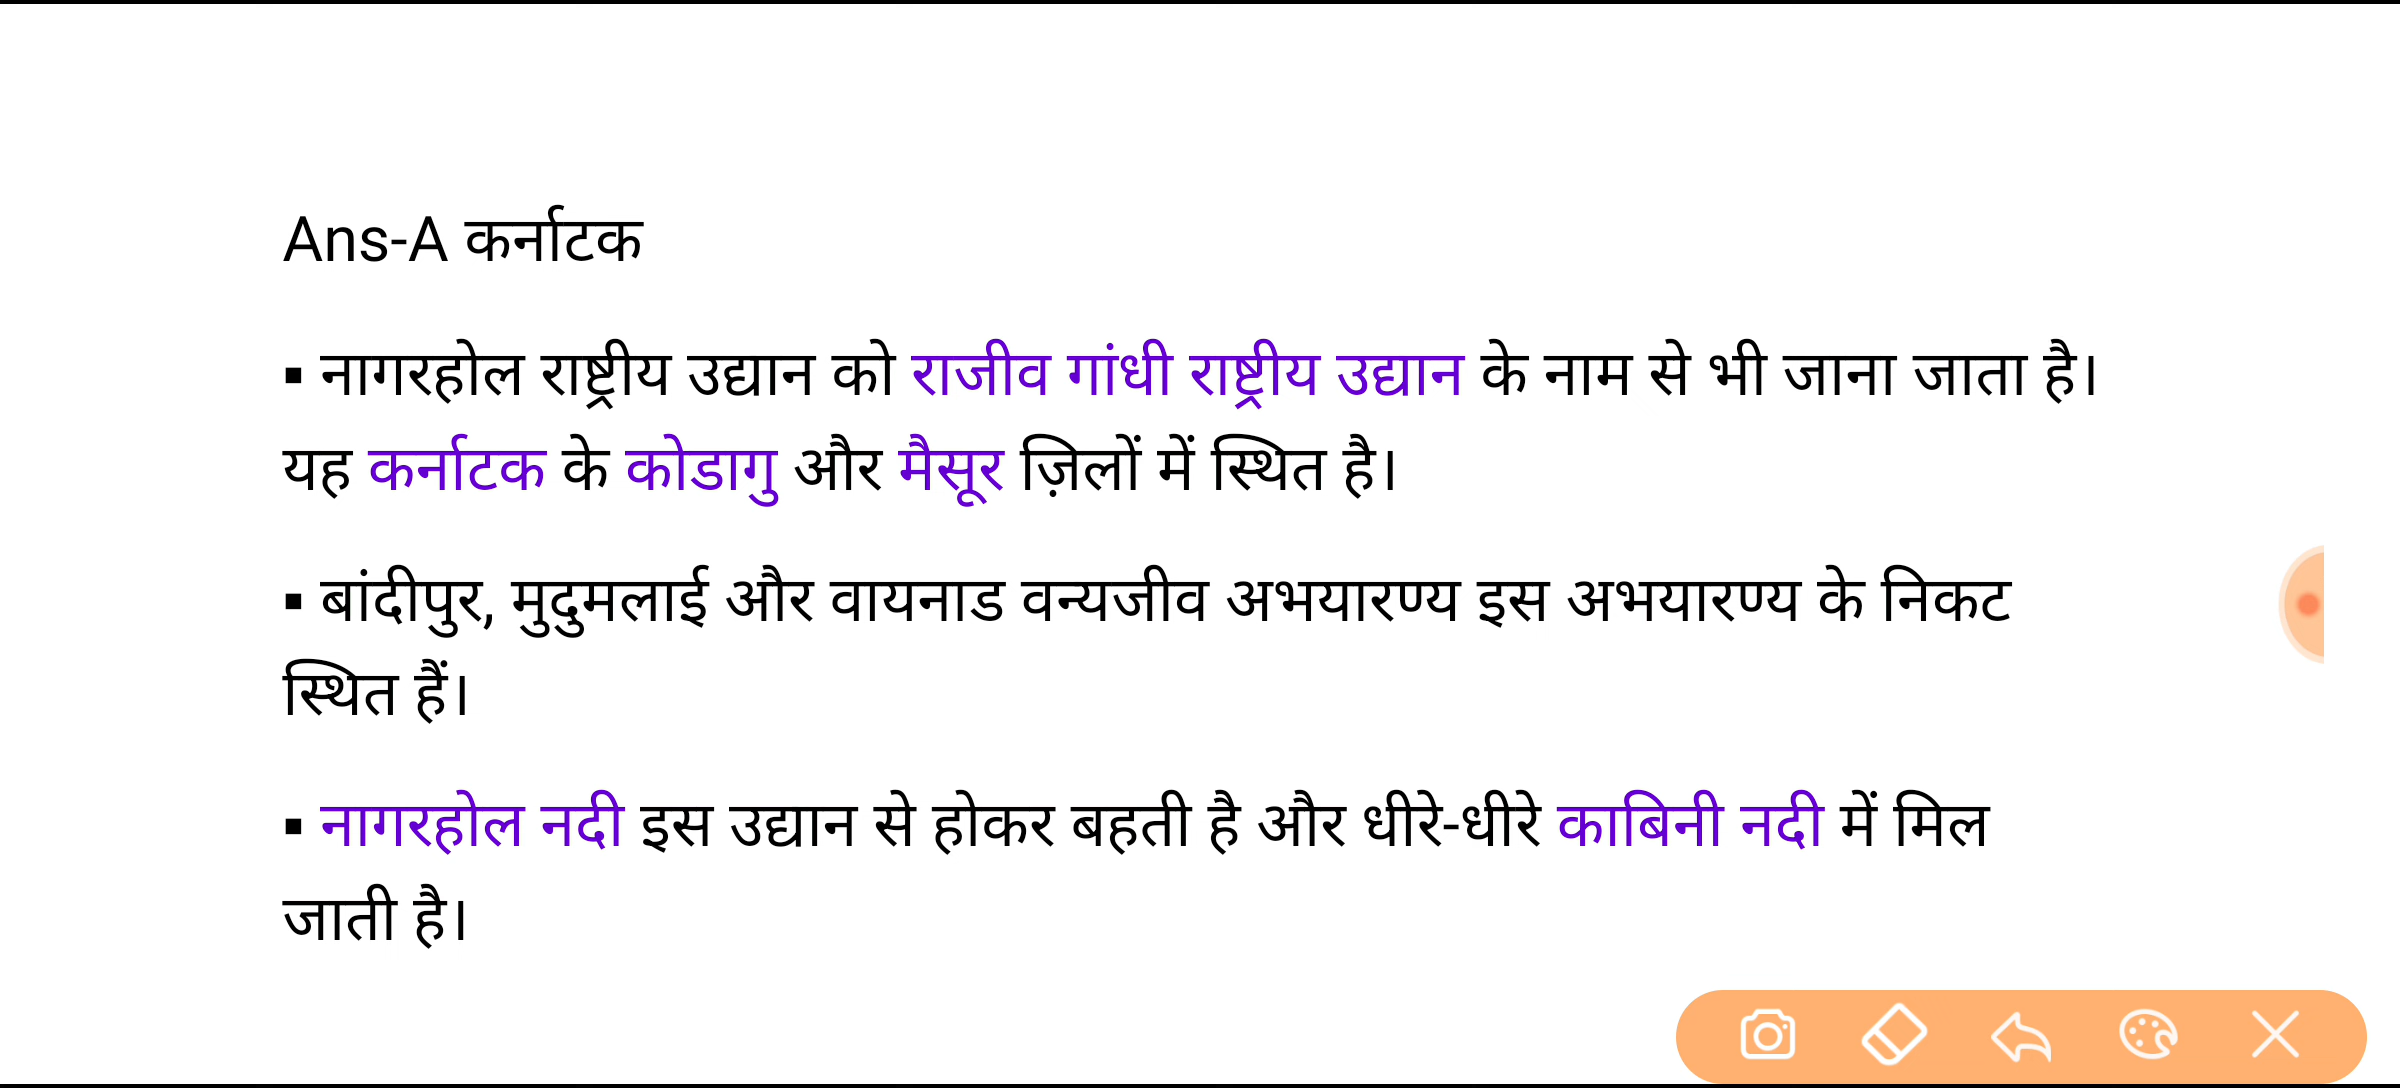 Ans-A कर्नाटक
▪ नागरहोल राष्ट्रीय उद्यान को राजीव गांधी राष्ट्रीय उद्यान के नाम से भी जाना जाता है।
यह कर्नाटक के कोडागु और मैसूर ज़िलों में स्थित है।
▪ बांदीपुर, मुदुमलाई और वायनाड वन्यजीव अभयारण्य इस अभयारण्य के निकट
स्थित हैं।
▪ नागरहोल नदी इस उद्यान से होकर बहती है और धीरे-धीरे काबिनी नदी में मिल
जाती है।